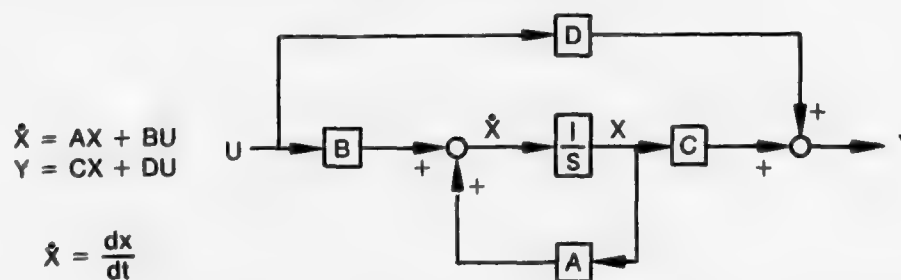 D
Ẋ = AX + BU
Y = CX + DU
U
B
+
+
Ẋ
I
S
X
C
+
+
A
Ẋ = dx
dt